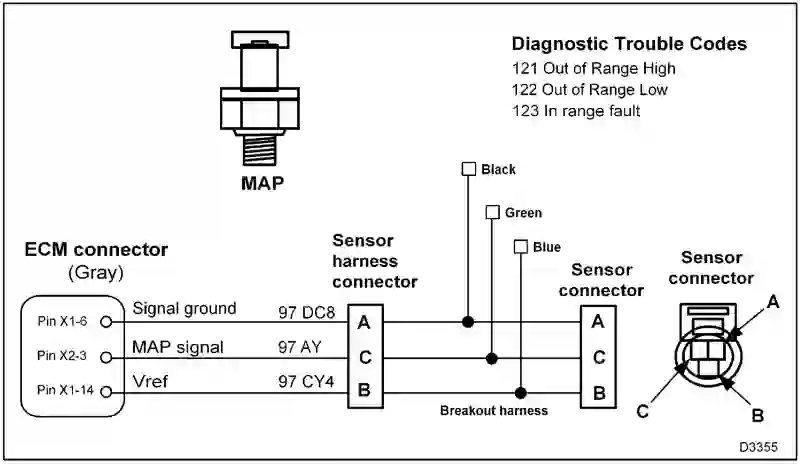 Diagnostic Trouble Codes
121 Out of Range High
122 Out of Range Low
123 In range fault
MAP
Black
Green
Blue
ECM connector
(Gray)
Sensor
harness
connector
Sensor
connector
Sensor
connector
Pin X1-6
Signal ground
97 DC8
A
A
A
Pin X2-3
MAP signal
97 AY
C
C
Pin X1-14
Vref
97 CY4
B
B
C
B
Breakout harness
D3355